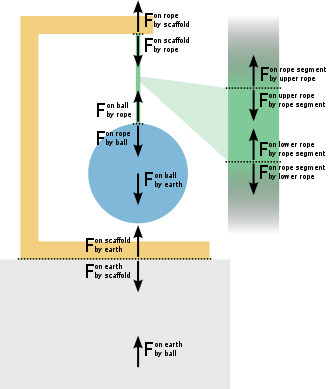 F on rope
by scaffold
F on scaffold
by rope
F on rope segment
by upper rope
F on upper rope
by rope segment
F on ball
by rope
F on rope
by ball
F on lower rope
by rope segment
F on rope segment
by lower rope
F on ball
by earth
F on scaffold
by earth
F on earth
by scaffold
F on earth
by ball